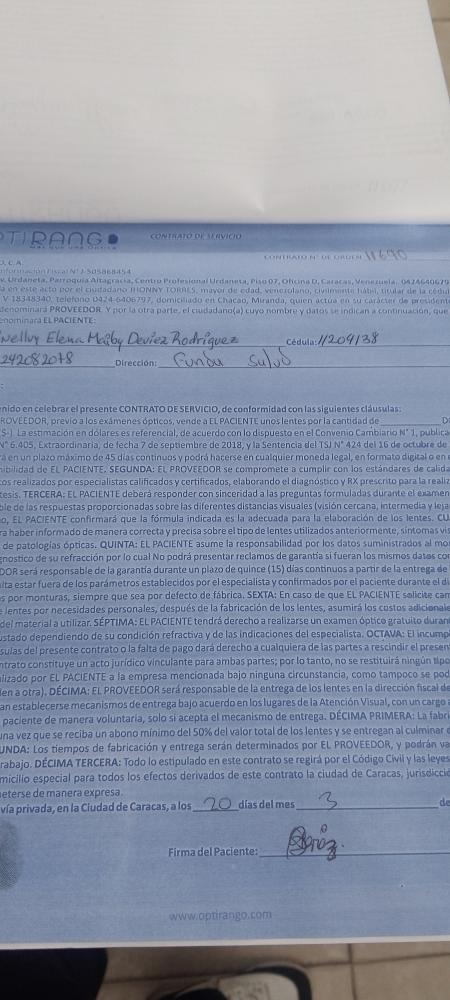 OPTIRANGO
CONTRATO DE SERVICIO
CONTRATO N° DE ORDEN 11690
O, C.A.
nformación Fiscal N° J-505868454
v. Urdaneta, Parroquia Altagracia, Centro Profesional Urdaneta, Piso 07, Oficina D, Caracas, Venezuela. 0424640679
a en este acto por el ciudadano JHONNY TORRES, mayor de edad, venezolano, civilmente hábil, titular de la cédul
V-18348340, teléfono 0424-6406797, domiciliado en Chacao, Miranda, quien actúa en su carácter de presidente
denominará PROVEEDOR. Y por la otra parte, el ciudadano(a) cuyo nombre y datos se indican a continuación, que
enominará EL PACIENTE:
Elena Rodriguez Cédula: 11209138
242082078 Dirección:
:
nido en celebrar el presente CONTRATO DE SERVICIO, de conformidad con las siguientes cláusulas:
ROVEEDOR, previo a los exámenes ópticos, vende a EL PACIENTE unos lentes por la cantidad de
S-). La estimación en dólares es referencial, de acuerdo con lo dispuesto en el Convenio Cambiario N° 1, publica
N° 6.405, Extraordinaria, de fecha 7 de septiembre de 2018, y la Sentencia del TSJ N° 424 del 16 de octubre de
rá en un plazo máximo de 45 días continuos y podrá hacerse en cualquier moneda legal, en formato digital o en e
nibilidad de EL PACIENTE. SEGUNDA: EL PROVEEDOR se compromete a cumplir con los estándares de calida
cos realizados por especialistas calificados y certificados, elaborando el diagnóstico y RX prescrito para la realiz
tesis. TERCERA: EL PACIENTE deberá responder con sinceridad a las preguntas formuladas durante el examen
ble de las respuestas proporcionadas sobre las diferentes distancias visuales (visión cercana, intermedia y leja
o, EL PACIENTE confirmará que la fórmula indicada es la adecuada para la elaboración de los lentes. CU
rá haber informado de manera correcta y precisa sobre el tipo de lentes utilizados anteriormente, síntomas vis
de patologías ópticas. QUINTA: EL PACIENTE asume la responsabilidad por los datos suministrados al mo
gnostico de su refracción por lo cual No podrá presentar reclamos de garantía si fueran los mismos datos cor
DOR será responsable de la garantía durante un plazo de quince (15) días continuos a partir de la entrega de
lta estar fuera de los parámetros establecidos por el especialista y confirmados por el paciente durante el di
s por monturas, siempre que sea por defecto de fábrica. SEXTA: En caso de que EL PACIENTE solicite cam
e lentes por necesidades personales, después de la fabricación de los lentes, asumirá los costos adicionale
del material a utilizar. SÉPTIMA: EL PACIENTE tendrá derecho a realizarse un examen óptico gratuito duran
ustado dependiendo de su condición refractiva y de las indicaciones del especialista. OCTAVA: El incump
sulas del presente contrato o la falta de pago dará derecho a cualquiera de las partes a rescindir el presen
ntrato constituye un acto jurídico vinculante para ambas partes; por lo tanto, no se restituirá ningún tipo
lizado por EL PACIENTE a la empresa mencionada bajo ninguna circunstancia, como tampoco se pod
den a otra). DÉCIMA: EL PROVEEDOR será responsable de la entrega de los lentes en la dirección fiscal de
an establecerse mecanismos de entrega bajo acuerdo en los lugares de la Atención Visual, con un cargo a
paciente de manera voluntaria, solo si acepta el mecanismo de entrega. DÉCIMA PRIMERA: La fabri
una vez que se reciba un abono mínimo del 50% del valor total de los lentes y se entregan al culminar e
UNDA: Los tiempos de fabricación y entrega serán determinados por EL PROVEEDOR, y podrán va
rabajo. DÉCIMA TERCERA: Todo lo estipulado en este contrato se regirá por el Código Civil y las leyes
micilio especial para todos los efectos derivados de este contrato la ciudad de Caracas, jurisdicció
eterse de manera expresa.
vía privada, en la Ciudad de Caracas, a los 20 días del mes 3 de
Firma del Paciente:
www.optirango.com